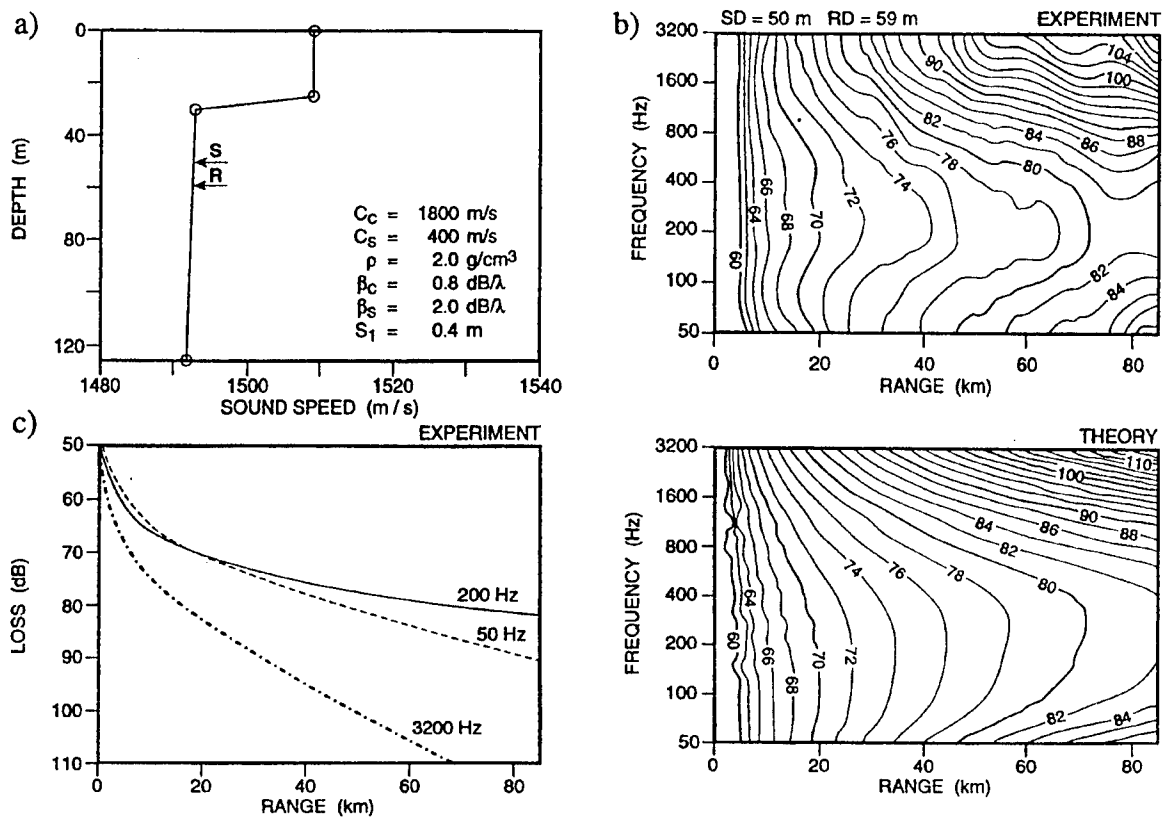 a)
0
40
80
120
DEPTH (m)
S
R
C_C = 1800 m/s
C_S = 400 m/s
ρ = 2.0 g/cm³
β_C = 0.8 dB/λ
β_S = 2.0 dB/λ
S_1 = 0.4 m
1480 1500 1520 1540
SOUND SPEED (m/s)
b)
SD = 50 m RD = 59 m EXPERIMENT
3200
1600
800
400
200
100
50
FREQUENCY (Hz)
60 64 66 68 70 72 74 76 78 80 82 84 86 88 90 100 104
82 84
0 20 40 60 80
RANGE (km)
THEORY
3200
1600
800
400
200
100
50
FREQUENCY (Hz)
60 64 66 68 70 72 74 76 78 80 82 84 86 88 90 100 110
82 84
0 20 40 60 80
RANGE (km)
c)
EXPERIMENT
50
60
70
80
90
100
110
LOSS (dB)
200 Hz
50 Hz
3200 Hz
0 20 40 60 80
RANGE (km)